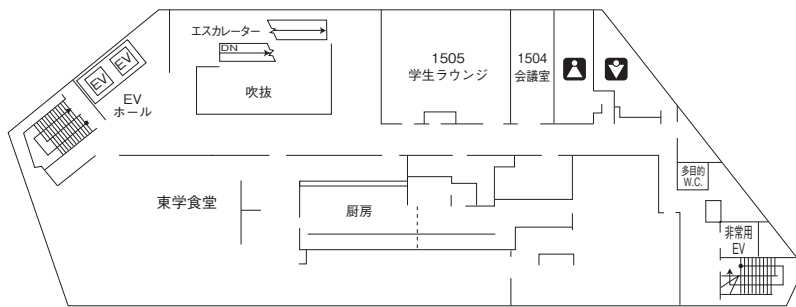 エスカレーター
DN
EV
EV
EV
ホール
吹抜
1505
学生ラウンジ
1504
会議室
東学食堂
厨房
多目的
W.C.
非常用
EV